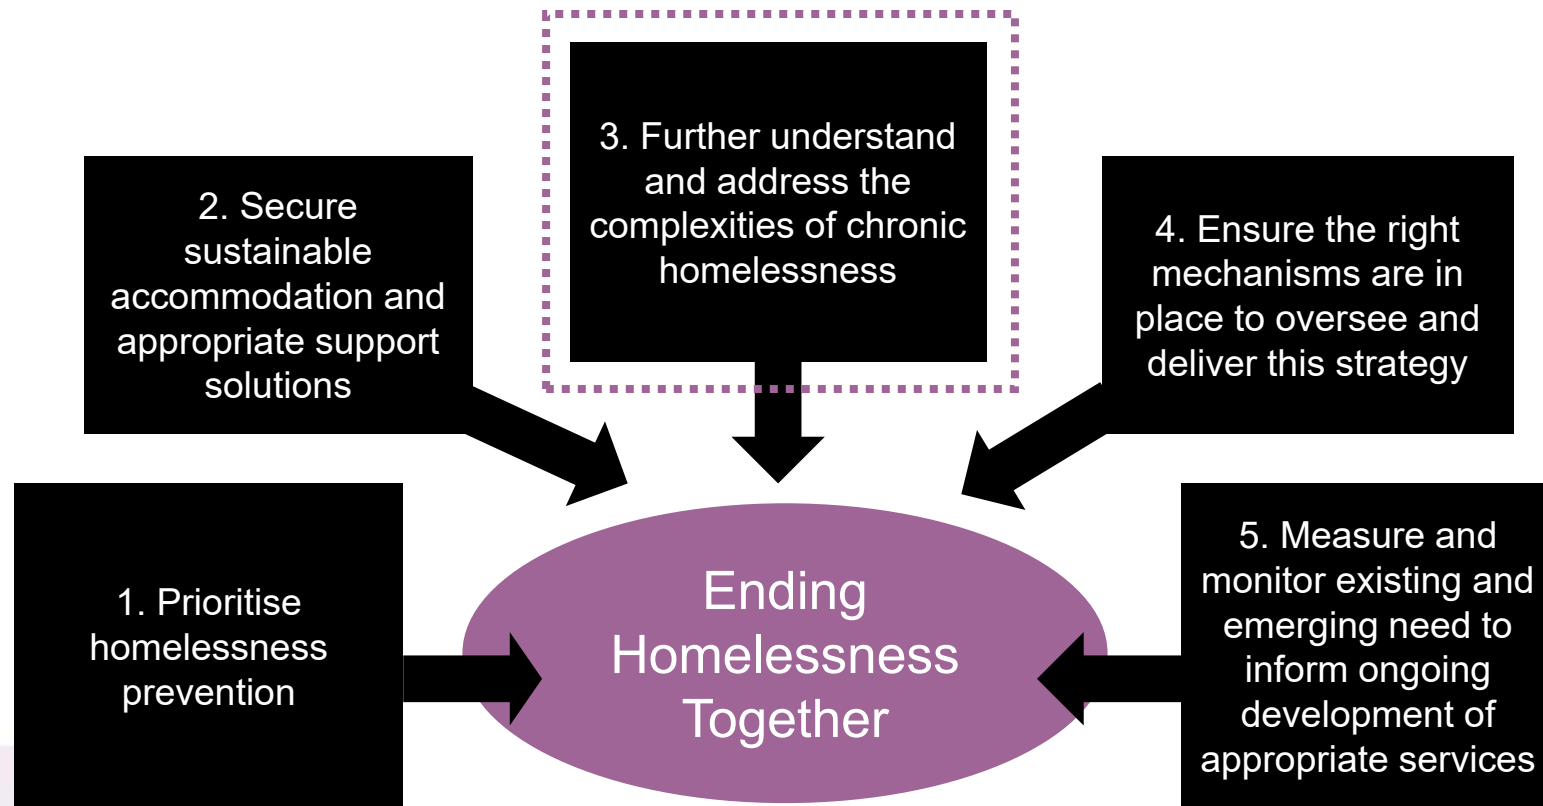 1. Prioritise
homelessness
prevention
2. Secure
sustainable
accommodation and
appropriate support
solutions
3. Further understand
and address the
complexities of chronic
homelessness
4. Ensure the right
mechanisms are in
place to oversee and
deliver this strategy
5. Measure and
monitor existing and
emerging need to
inform ongoing
development of
appropriate services
Ending
Homelessness
Together